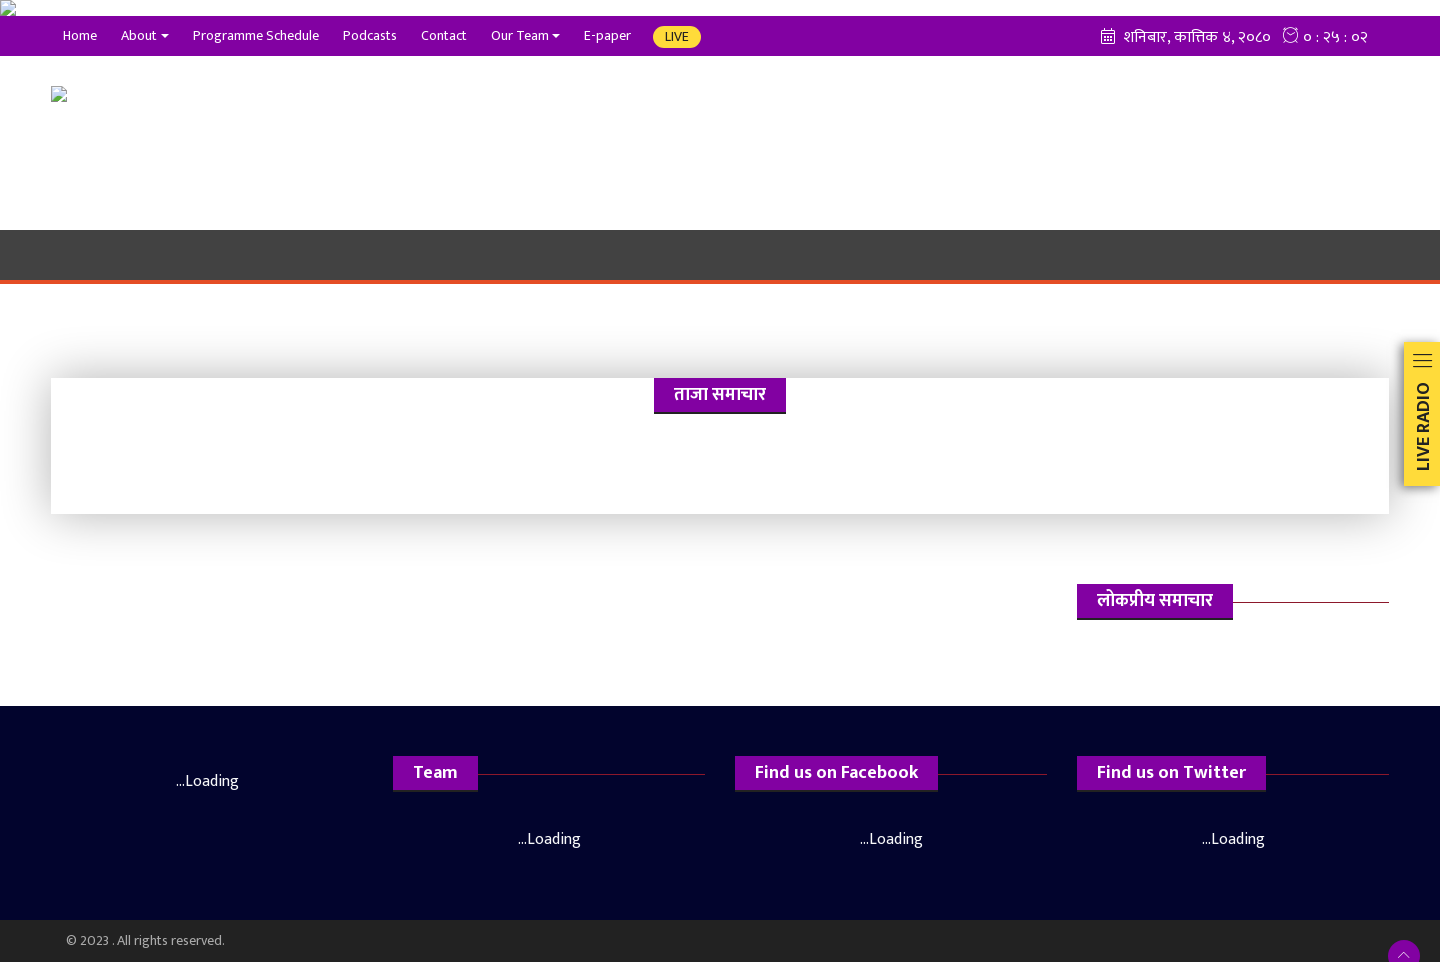 Home About Programme Schedule Podcasts Contact Our Team E-paper LIVE शनिबार, कात्तिक ४, २०८० ० : २५ : ०२
ताजा समाचार
LIVE RADIO
लोकप्रीय समाचार
...Loading
Team
...Loading
Find us on Facebook
...Loading
Find us on Twitter
...Loading
© 2023 . All rights reserved.